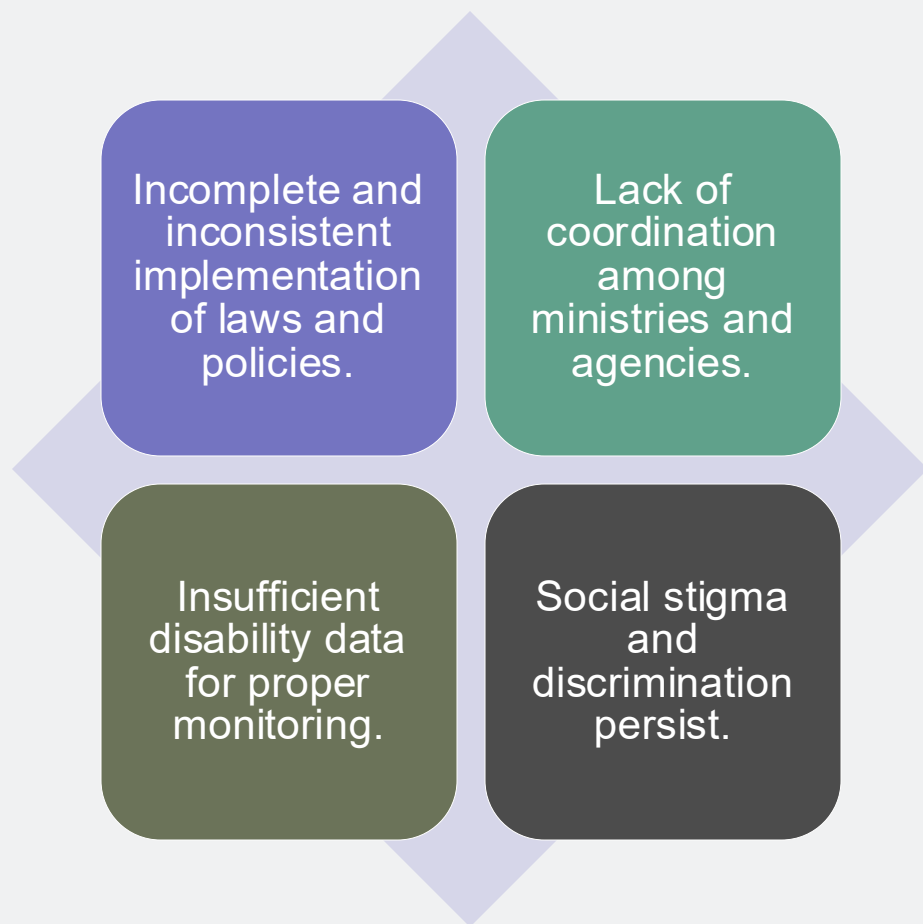 Incomplete and
inconsistent
implementation
of laws and
policies.
Lack of
coordination
among
ministries and
agencies.
Insufficient
disability data
for proper
monitoring.
Social stigma
and
discrimination
persist.